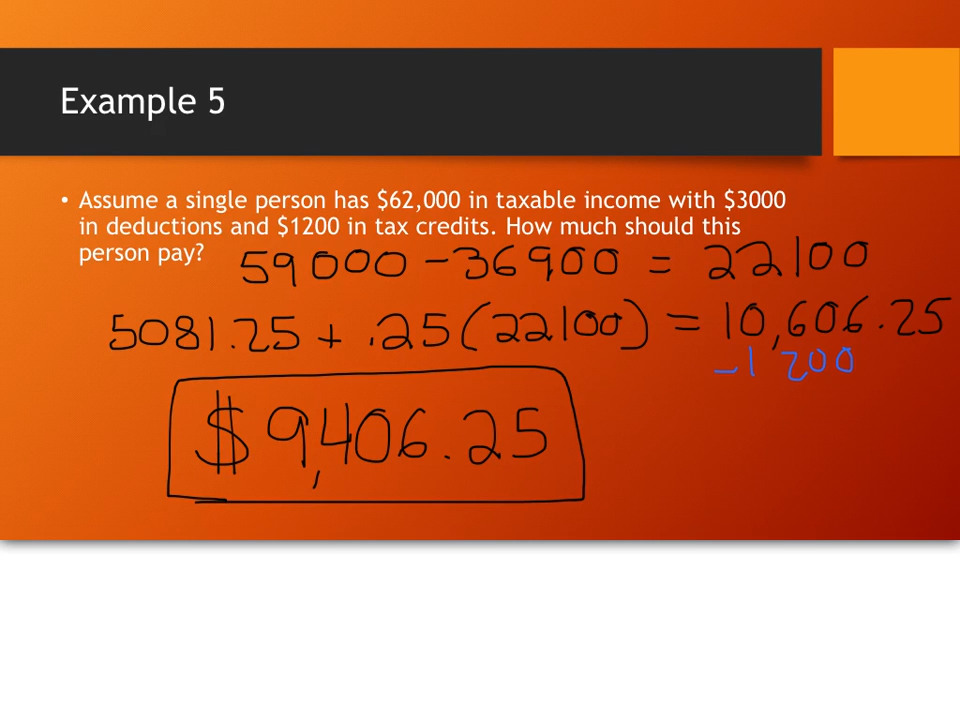 Example 5
• Assume a single person has $62,000 in taxable income with $3000
in deductions and $1200 in tax credits. How much should this
person pay?
59000 - 36900 = 22100
5081.25 + .25(22100) = 10,606.25
-1200
$9,406.25